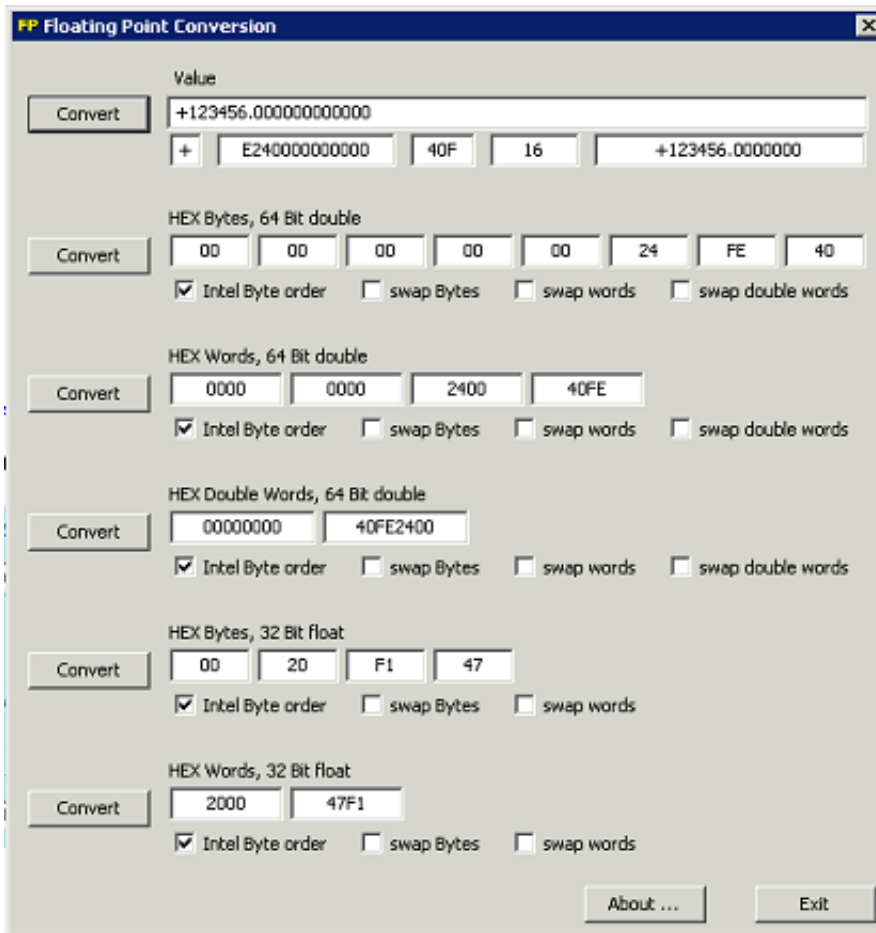 FP Floating Point Conversion
Value
Convert +123456.000000000000
+ E240000000000 40F 16 +123456.0000000
HEX Bytes, 64 Bit double
Convert 00 00 00 00 00 24 FE 40
Intel Byte order swap Bytes swap words swap double words
HEX Words, 64 Bit double
Convert 0000 0000 2400 40FE
Intel Byte order swap Bytes swap words swap double words
HEX Double Words, 64 Bit double
Convert 00000000 40FE2400
Intel Byte order swap Bytes swap words swap double words
HEX Bytes, 32 Bit float
Convert 00 20 F1 47
Intel Byte order swap Bytes swap words
HEX Words, 32 Bit float
Convert 2000 47F1
Intel Byte order swap Bytes swap words
About ... Exit